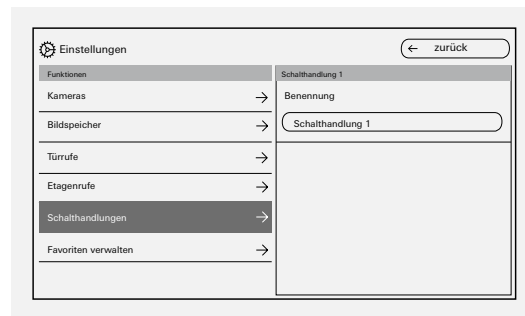 Einstellungen
zurück
Funktionen
Kameras
Bildspeicher
Türrufe
Etagenrufe
Schalthandlungen
Favoriten verwalten
Schalthandlung 1
Benennung
Schalthandlung 1